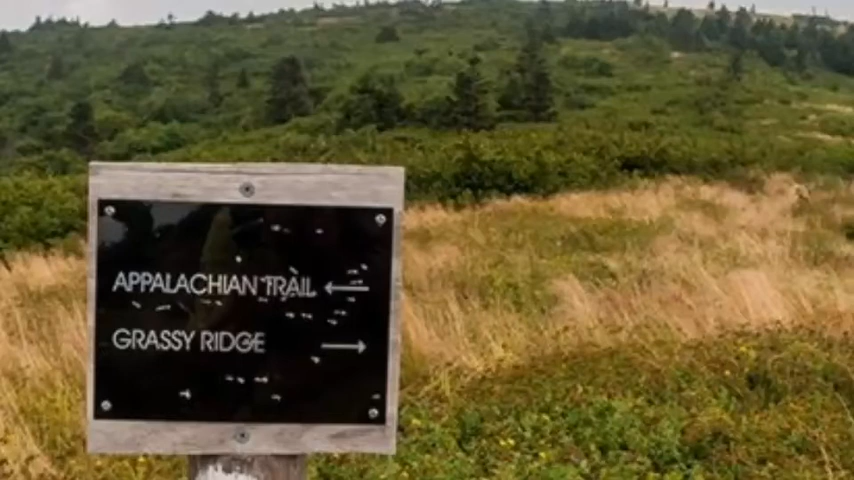 APPALACHIAN TRAIL ←
GRASSY RIDGE →